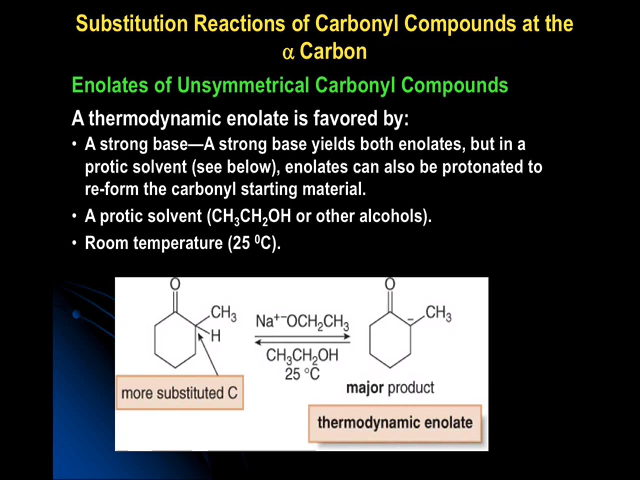 Substitution Reactions of Carbonyl Compounds at the
α Carbon
Enolates of Unsymmetrical Carbonyl Compounds
A thermodynamic enolate is favored by:
• A strong base—A strong base yields both enolates, but in a
protic solvent (see below), enolates can also be protonated to
re-form the carbonyl starting material.
• A protic solvent (CH₃CH₂OH or other alcohols).
• Room temperature (25 ⁰C).
O
CH₃
H
more substituted C
Na⁺⁻OCH₂CH₃
CH₃CH₂OH
25 °C
O
−
CH₃
major product
thermodynamic enolate